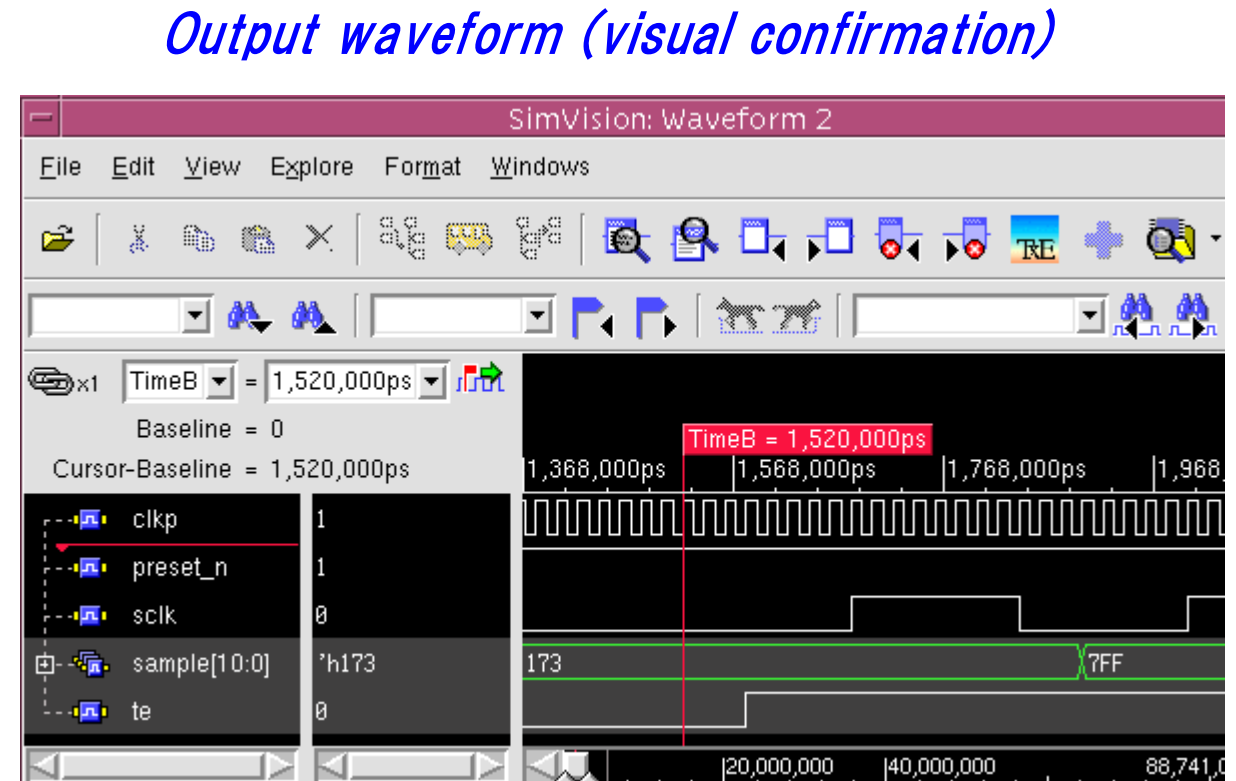 Output waveform (visual confirmation)
SimVision: Waveform 2
File Edit View Explore Format Windows
TRE
x1 TimeB = 1,520,000ps
Baseline = 0
Cursor-Baseline = 1,520,000ps
TimeB = 1,520,000ps
1,368,000ps 1,568,000ps 1,768,000ps 1,968,
clkp 1
preset_n 1
sclk 0
sample[10:0] 'h173 173 7FF
te 0
20,000,000 40,000,000 88,741,0